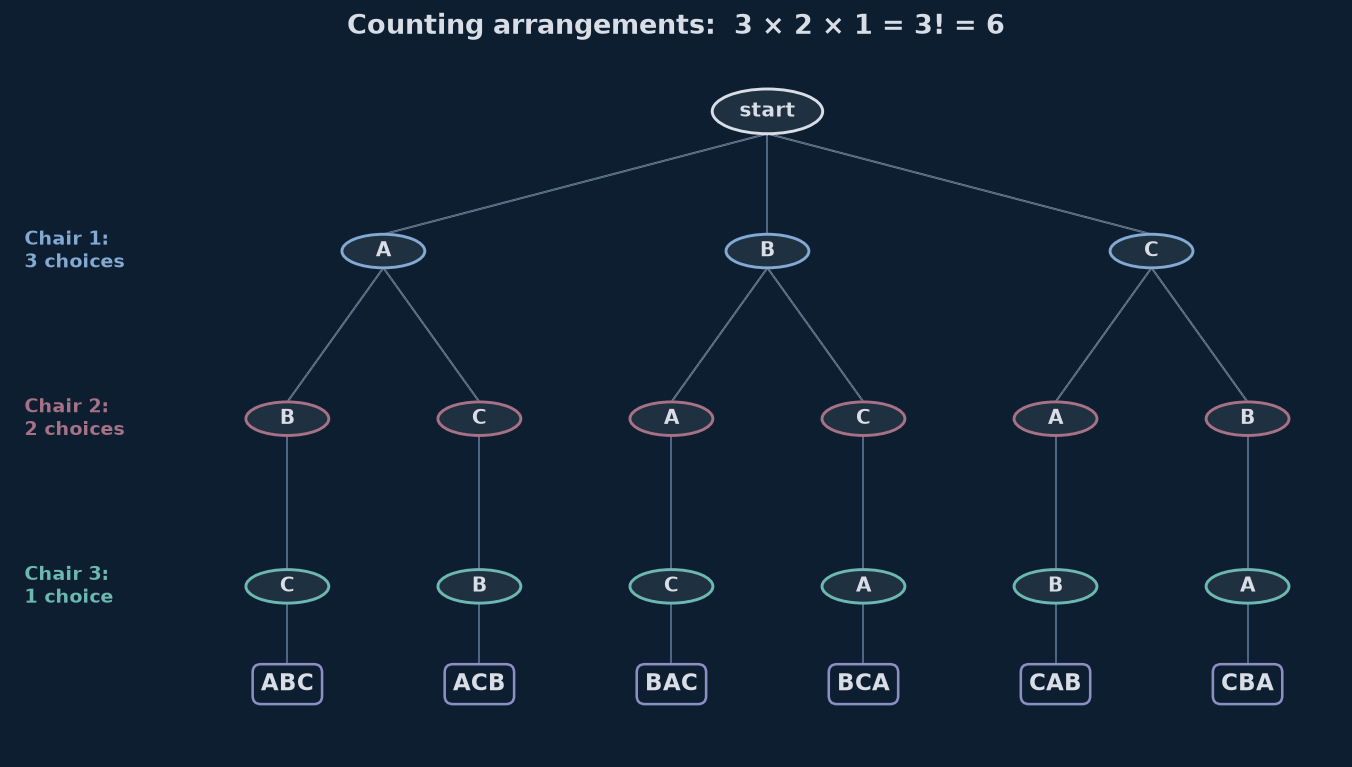 Counting arrangements:  3 × 2 × 1 = 3! = 6
start
Chair 1:
3 choices
A
B
C
Chair 2:
2 choices
B
C
A
C
A
B
Chair 3:
1 choice
C
B
C
A
B
A
ABC
ACB
BAC
BCA
CAB
CBA